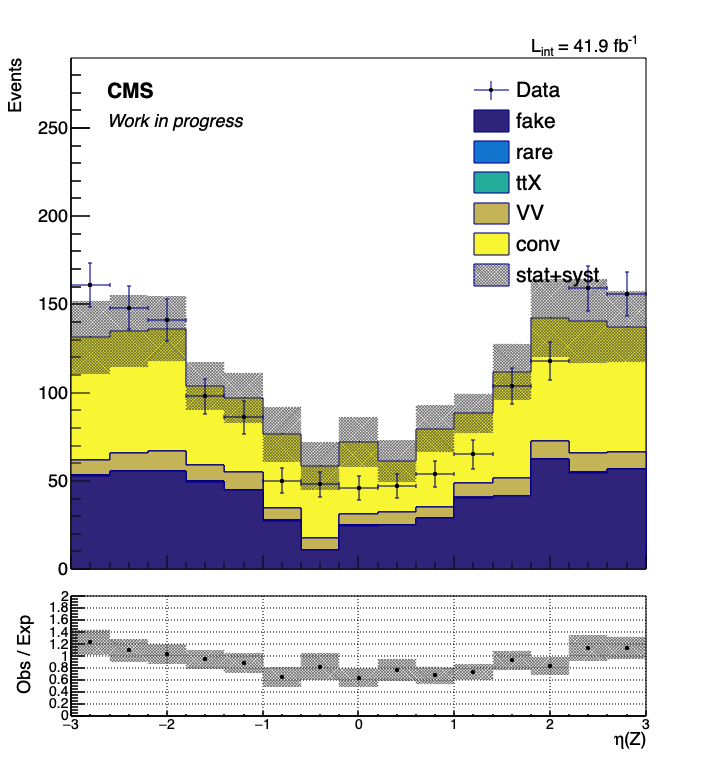 L_int = 41.9 fb^-1
Events
CMS
Work in progress
Data
fake
rare
ttX
VV
conv
stat+syst
250
200
150
100
50
0
Obs / Exp
2
1.8
1.6
1.4
1.2
1
0.8
0.6
0.4
0.2
0
−3 −2 −1 0 1 2 3
η(Z)